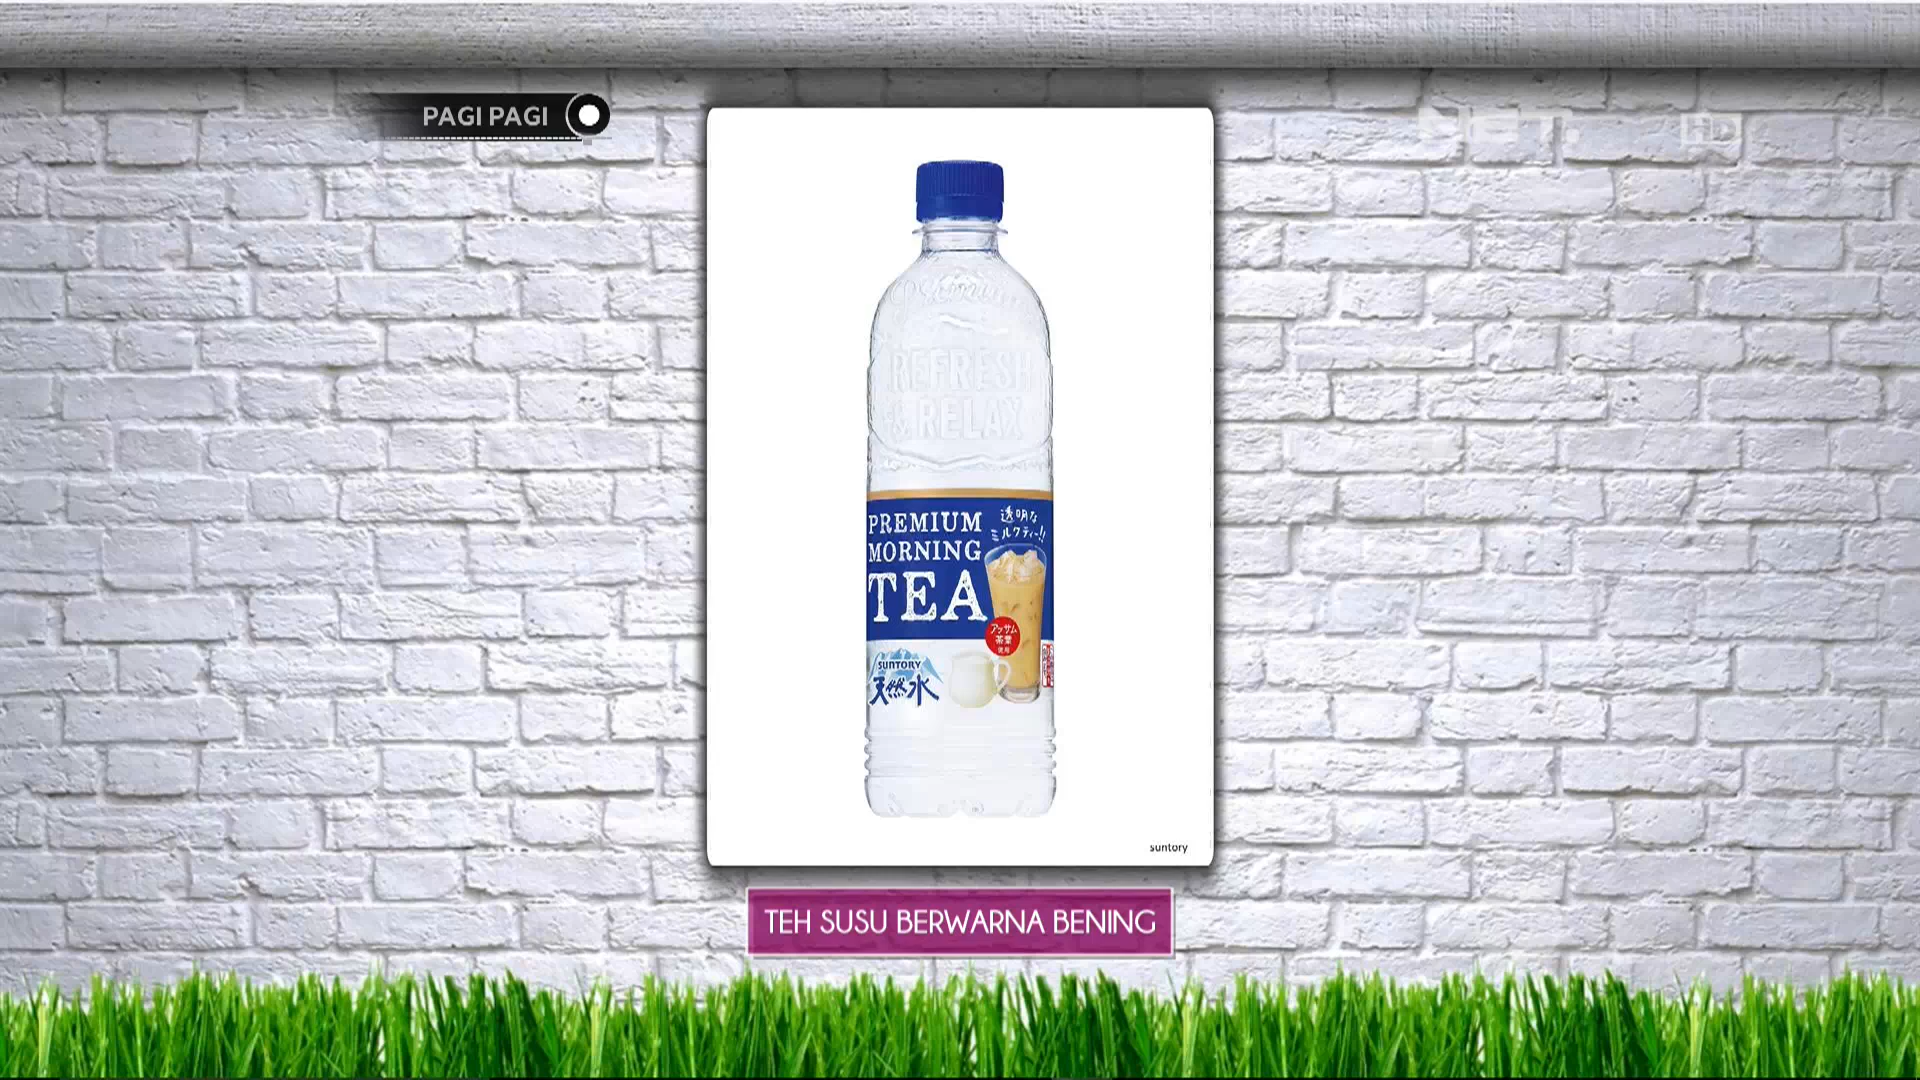 PAGI PAGI
NET.
HD
REFRESH
& RELAX
PREMIUM
MORNING
TEA
透明な
ミルクティー!!
アッサム
茶葉
使用
SUNTORY
天然水
suntory
TEH SUSU BERWARNA BENING